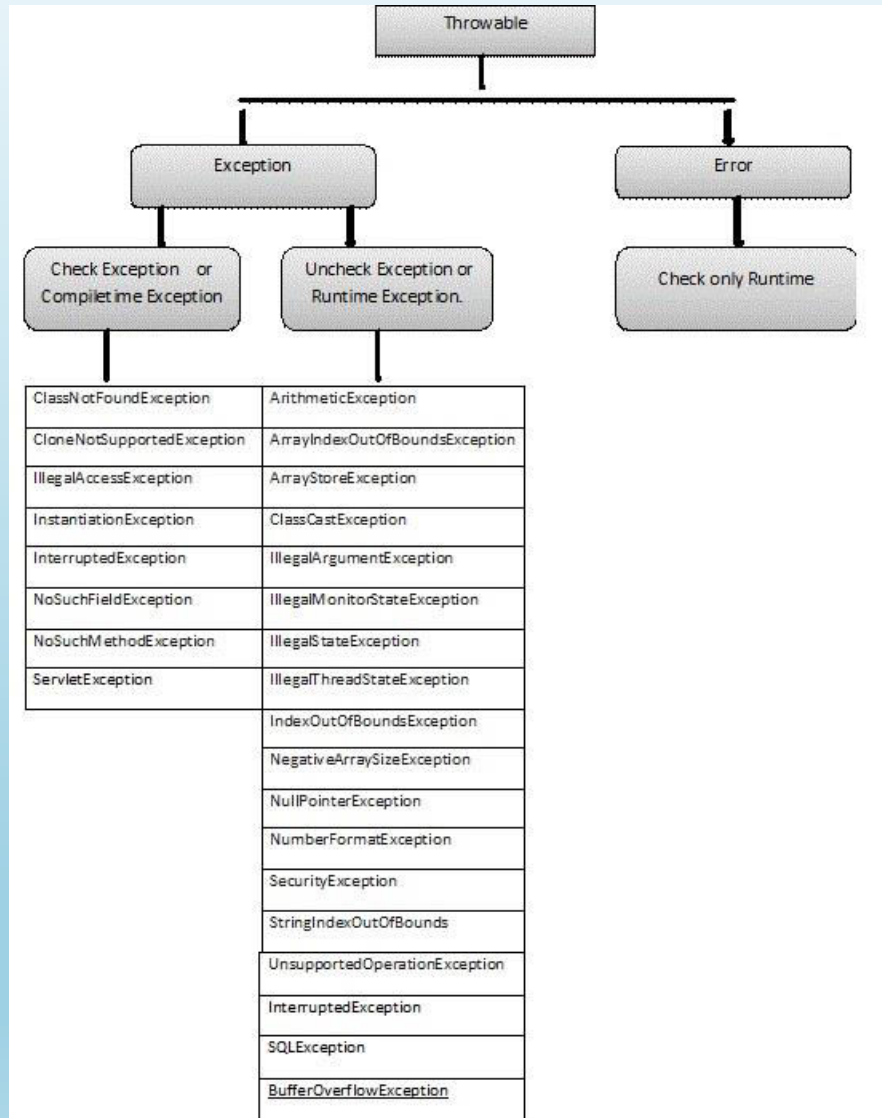 Throwable
Exception
Error
Check Exception or
Compiletime Exception
Uncheck Exception or
Runtime Exception.
Check only Runtime
ClassNotFoundException
CloneNotSupportedException
IllegalAccessException
InstantiationException
InterruptedException
NoSuchFieldException
NoSuchMethodException
ServletException
ArithmeticException
ArrayIndexOutOfBoundsException
ArrayStoreException
ClassCastException
IllegalArgumentException
IllegalMonitorStateException
IllegalStateException
IllegalThreadStateException
IndexOutOfBoundsException
NegativeArraySizeException
NullPointerException
NumberFormatException
SecurityException
StringIndexOutOfBounds
UnsupportedOperationException
InterruptedException
SQLException
BufferOverflowException